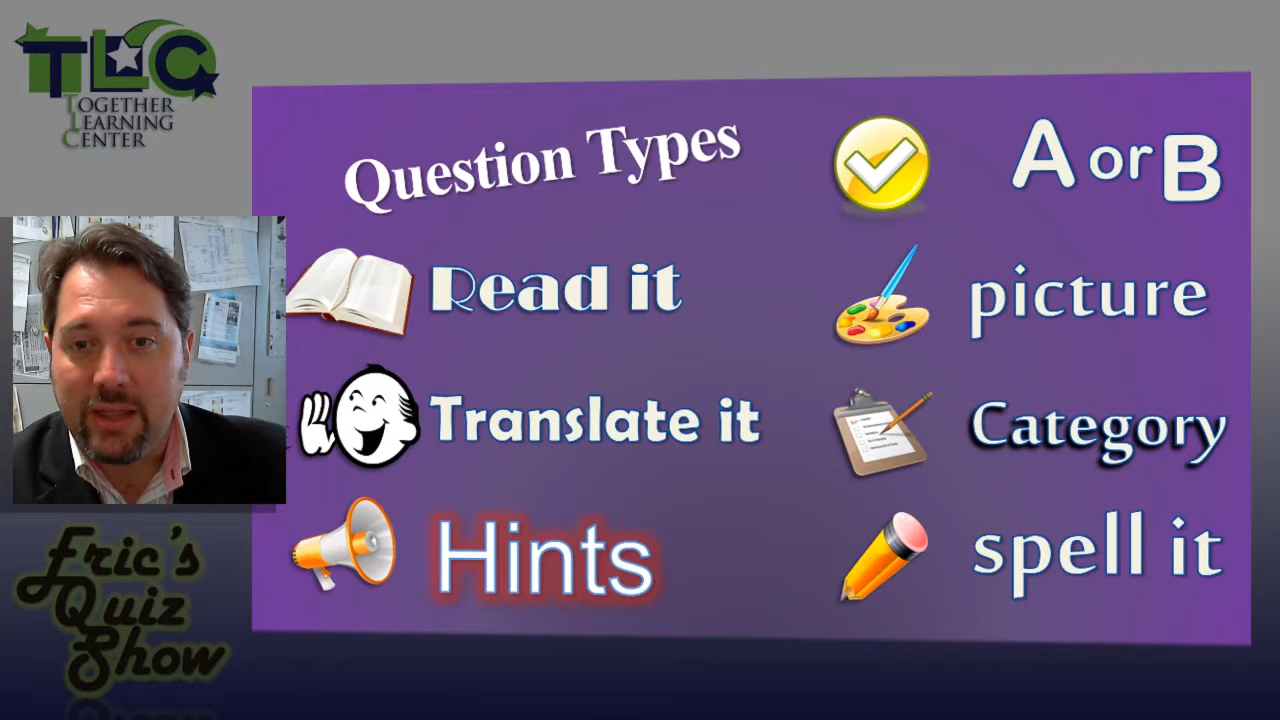 TLC
TOGETHER
LEARNING
CENTER
Question Types
A or B
Read it
picture
Translate it
Category
Hints
spell it
Eric's
Quiz
Show